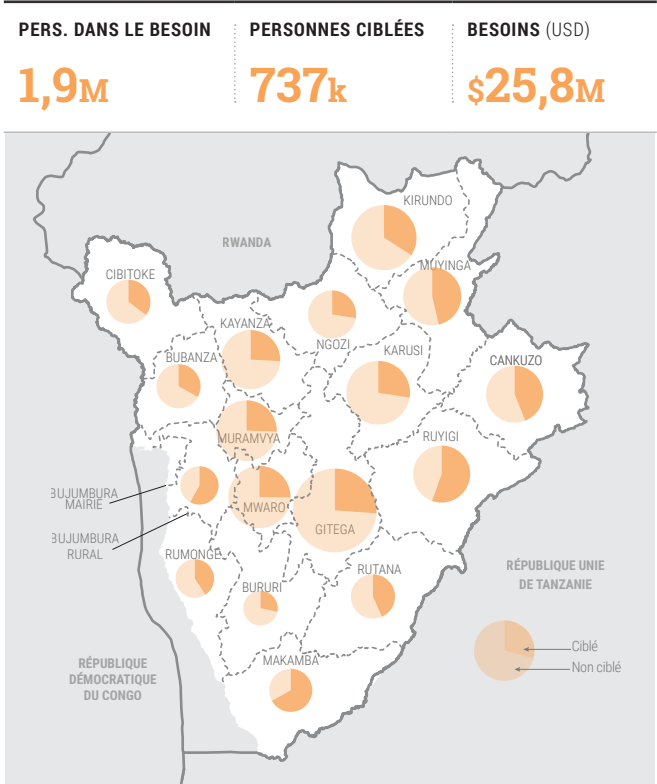 PERS. DANS LE BESOIN
PERSONNES CIBLÉES
BESOINS (USD)
1,9M
737k
$25,8M
KIRUNDO
RWANDA
MUYINGA
CIBITOKE
KAYANZA
NGOZI
KARUSI
BUBANZA
CANKUZO
MURAMVYA
RUYIGI
BUJUMBURA
MAIRIE
MWARO
GITEGA
BUJUMBURA
RURAL
RUMONGE
RUTANA
RÉPUBLIQUE UNIE
DE TANZANIE
BURURI
Ciblé
Non ciblé
MAKAMBA
RÉPUBLIQUE
DÉMOCRATIQUE
DU CONGO